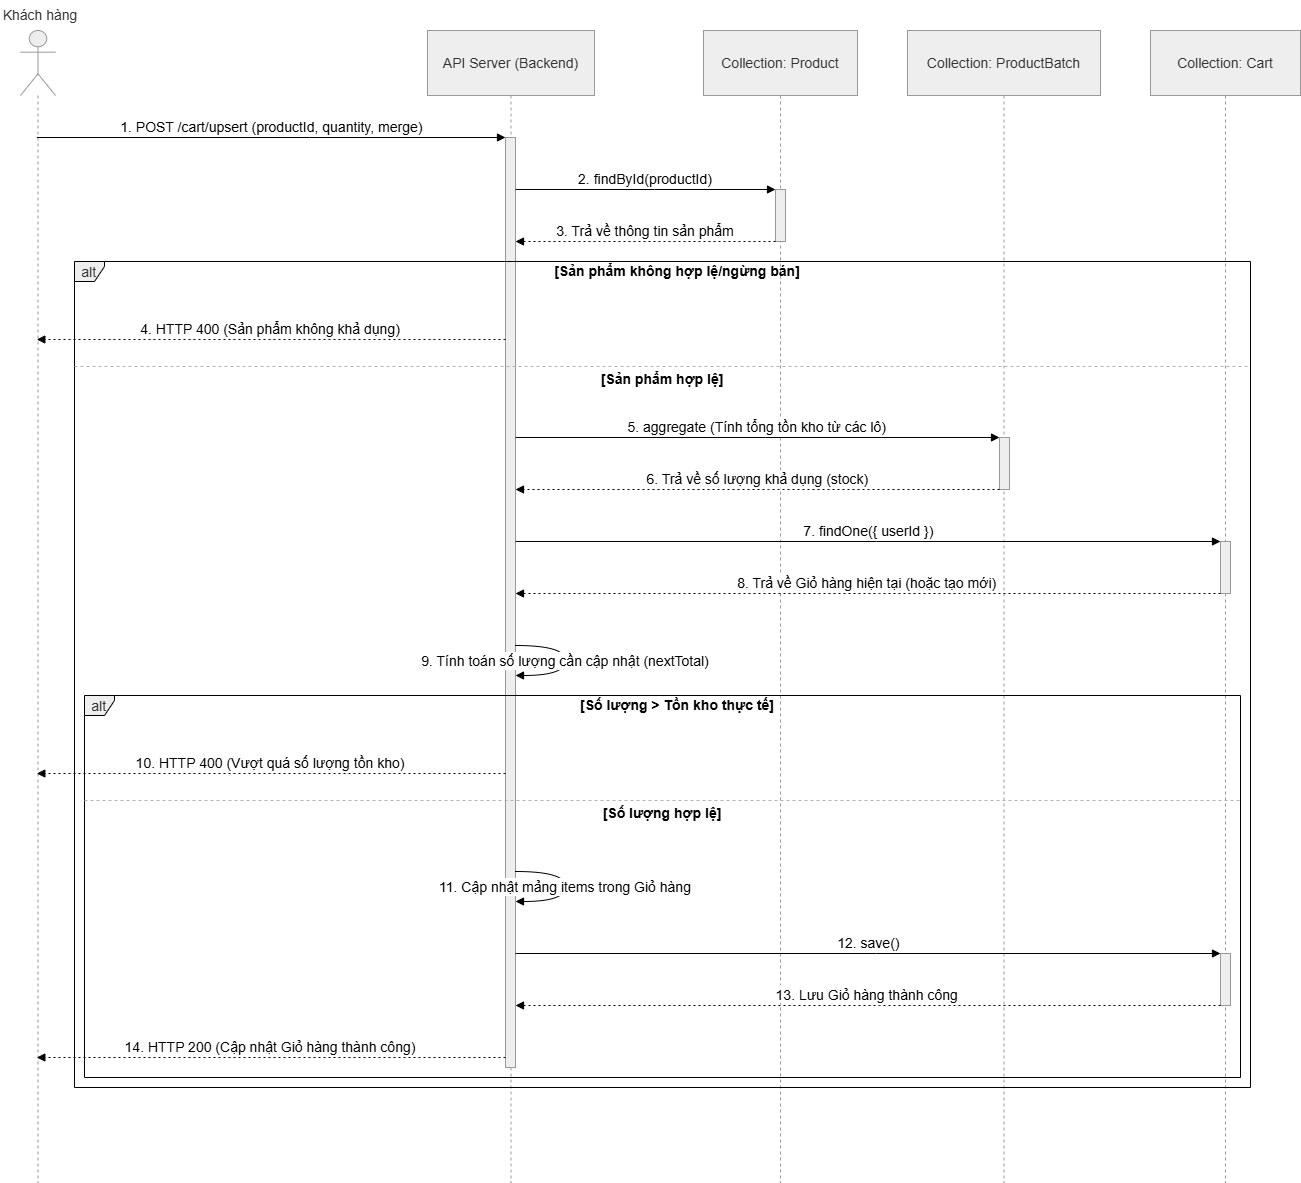 Khách hàng
API Server (Backend)
Collection: Product
Collection: ProductBatch
Collection: Cart
1. POST /cart/upsert (productId, quantity, merge)
2. findById(productId)
3. Trả về thông tin sản phẩm
alt
[Sản phẩm không hợp lệ/ngừng bán]
4. HTTP 400 (Sản phẩm không khả dụng)
[Sản phẩm hợp lệ]
5. aggregate (Tính tổng tồn kho từ các lô)
6. Trả về số lượng khả dụng (stock)
7. findOne({ userId })
8. Trả về Giỏ hàng hiện tại (hoặc tạo mới)
9. Tính toán số lượng cần cập nhật (nextTotal)
alt
[Số lượng > Tồn kho thực tế]
10. HTTP 400 (Vượt quá số lượng tồn kho)
[Số lượng hợp lệ]
11. Cập nhật mảng items trong Giỏ hàng
12. save()
13. Lưu Giỏ hàng thành công
14. HTTP 200 (Cập nhật Giỏ hàng thành công)